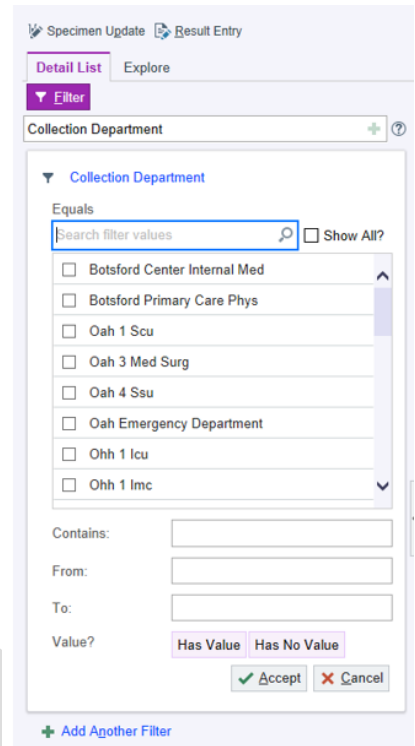 Specimen Update Result Entry
Detail List Explore
Filter
Collection Department
Collection Department
Equals
Search filter values Show All?
Botsford Center Internal Med
Botsford Primary Care Phys
Oah 1 Scu
Oah 3 Med Surg
Oah 4 Ssu
Oah Emergency Department
Ohh 1 Icu
Ohh 1 Imc
Contains:
From:
To:
Value? Has Value Has No Value
Accept Cancel
Add Another Filter